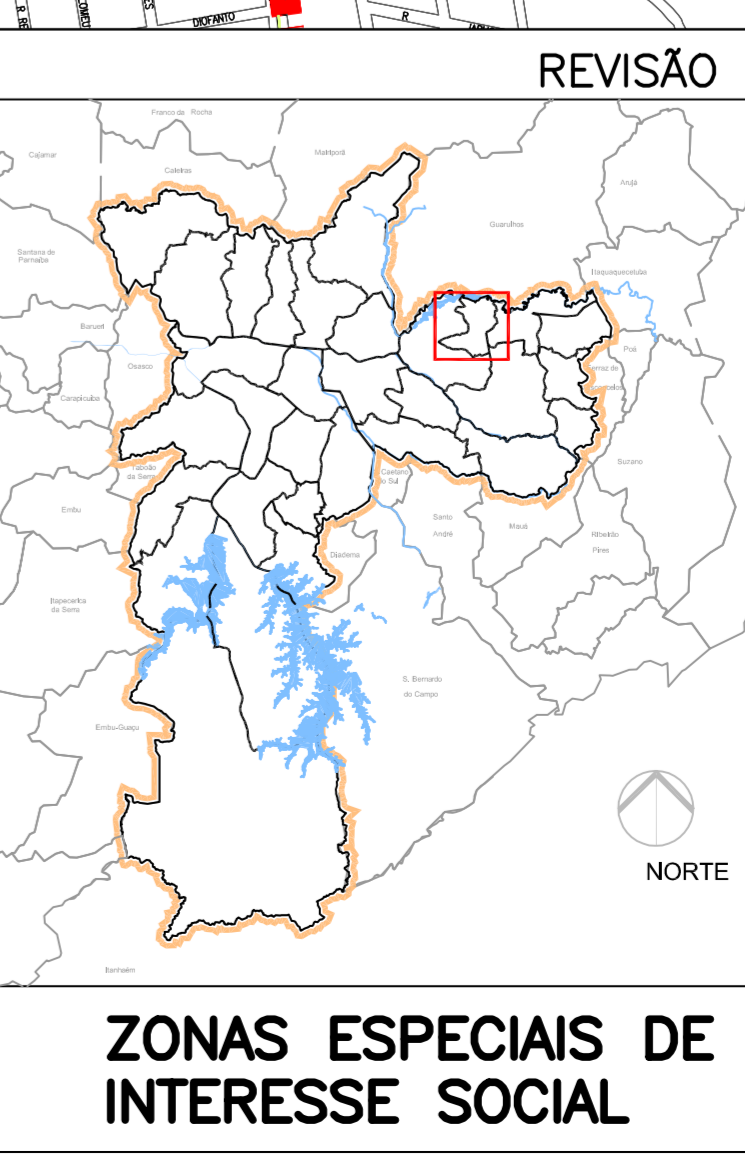 DIOFANTO
R
REVISÃO
Franco da Rocha
Cajamar
Mairiporã
Caieiras
Arujá
Guarulhos
Santana de
Parnaíba
Itaquaquecetuba
Barueri
Poá
Osasco
Ferraz de
Carapicuíba
Suzano
Taboão
da Serra
Caetano
do Sul
Embu
Santo
André
Mauá
Ribeirão
Pires
Diadema
Itapecerica
da Serra
S. Bernardo
do Campo
Embu-Guaçu
NORTE
Itanhaém
ZONAS ESPECIAIS DE
INTERESSE SOCIAL